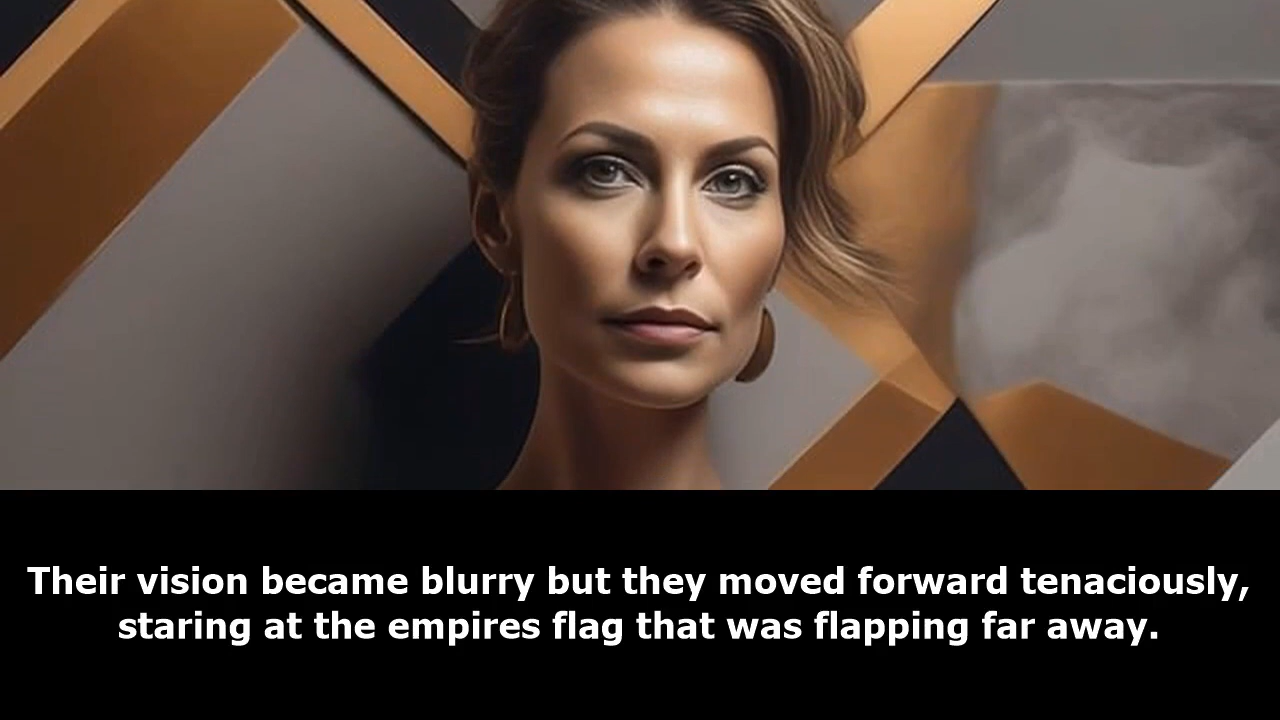 Their vision became blurry but they moved forward tenaciously,
staring at the empires flag that was flapping far away.